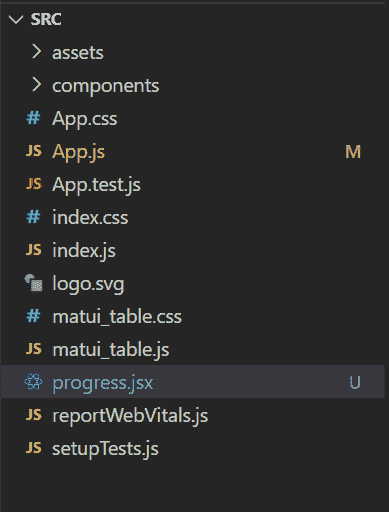 SRC
assets
components
# App.css
JS App.js M
JS App.test.js
# index.css
JS index.js
logo.svg
# matui_table.css
JS matui_table.js
progress.jsx U
JS reportWebVitals.js
JS setupTests.js